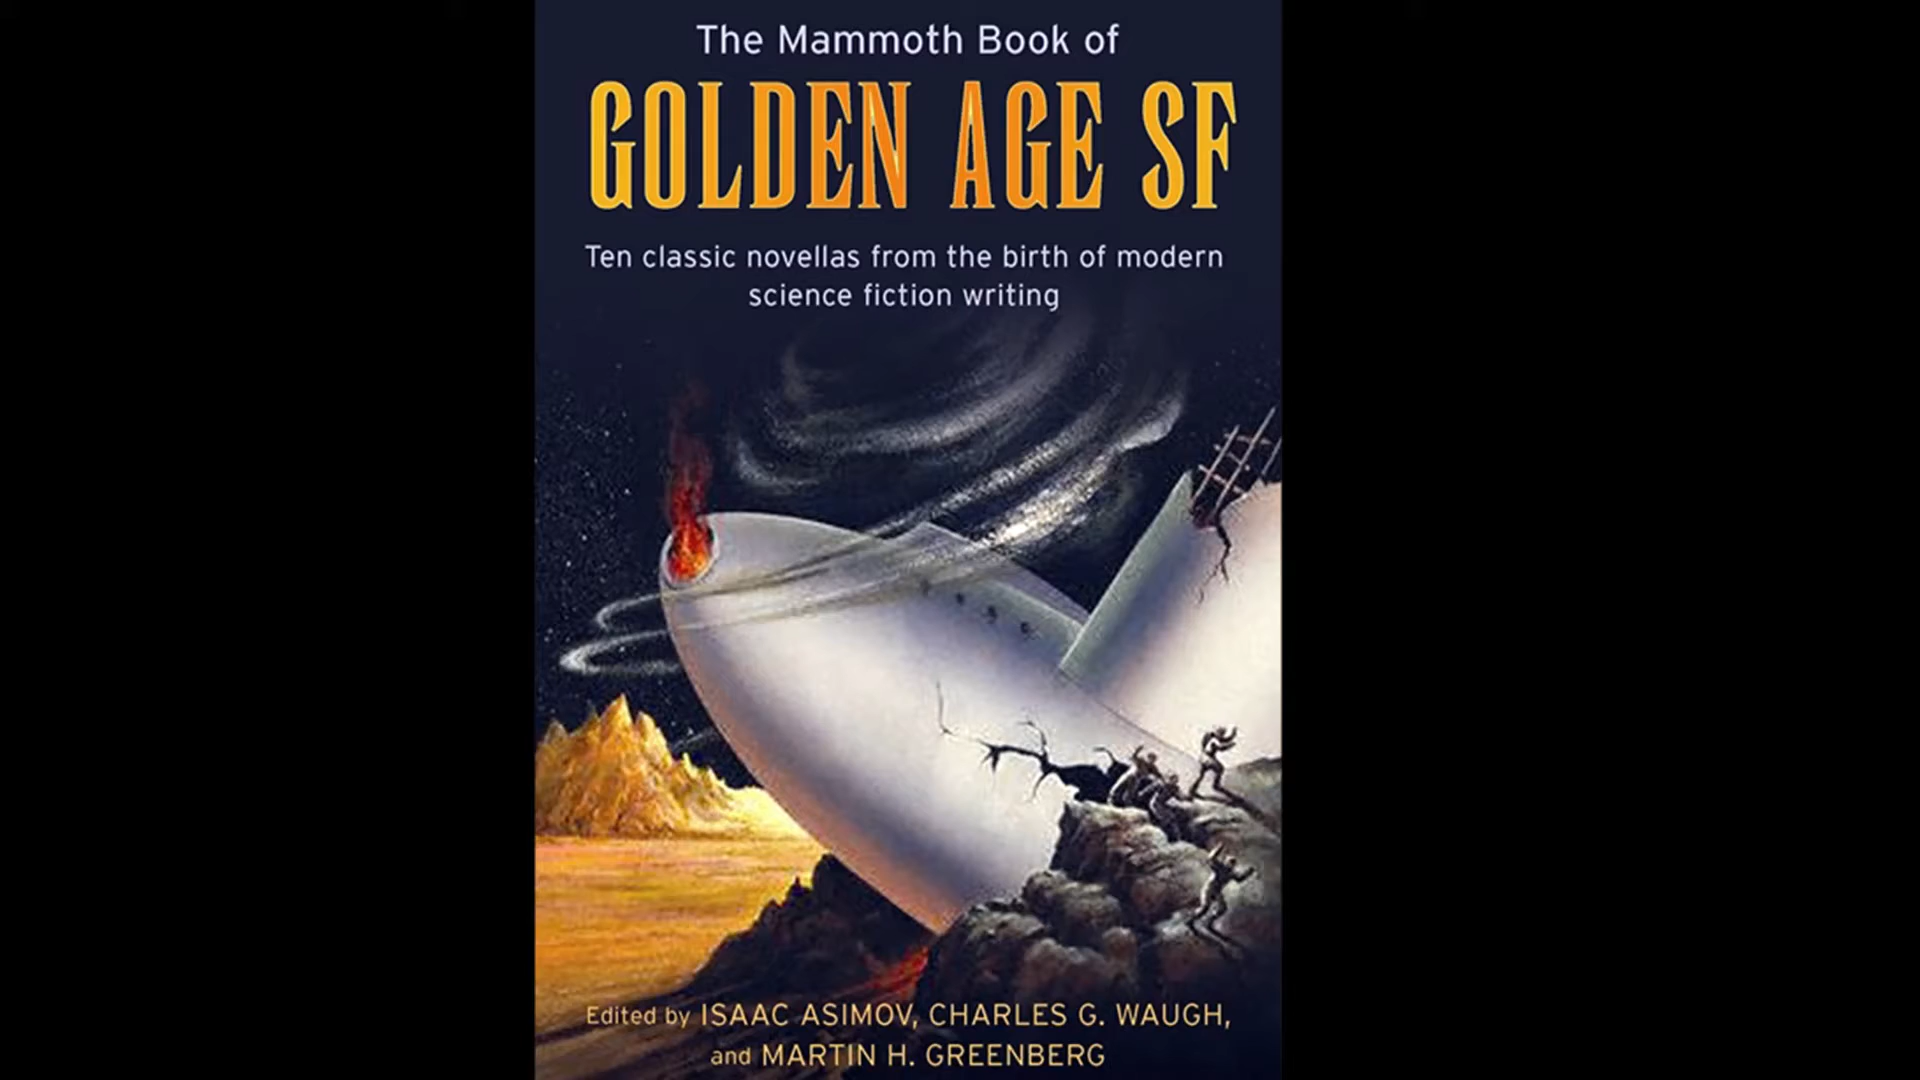 The Mammoth Book of
GOLDEN AGE SF
Ten classic novellas from the birth of modern
science fiction writing
Edited by ISAAC ASIMOV, CHARLES G. WAUGH,
and MARTIN H. GREENBERG